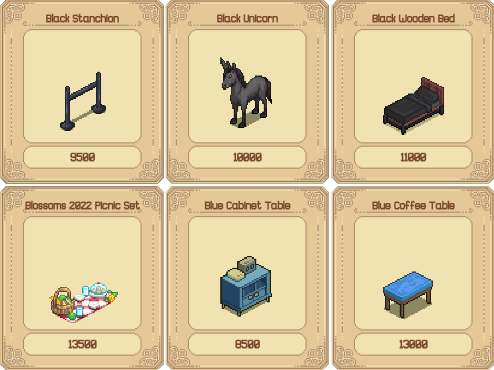 Black Stanchion
Black Unicorn
Black Wooden Bed
9500
10000
11000
Blossoms 2022 Picnic Set
Blue Cabinet Table
Blue Coffee Table
13500
8500
13000